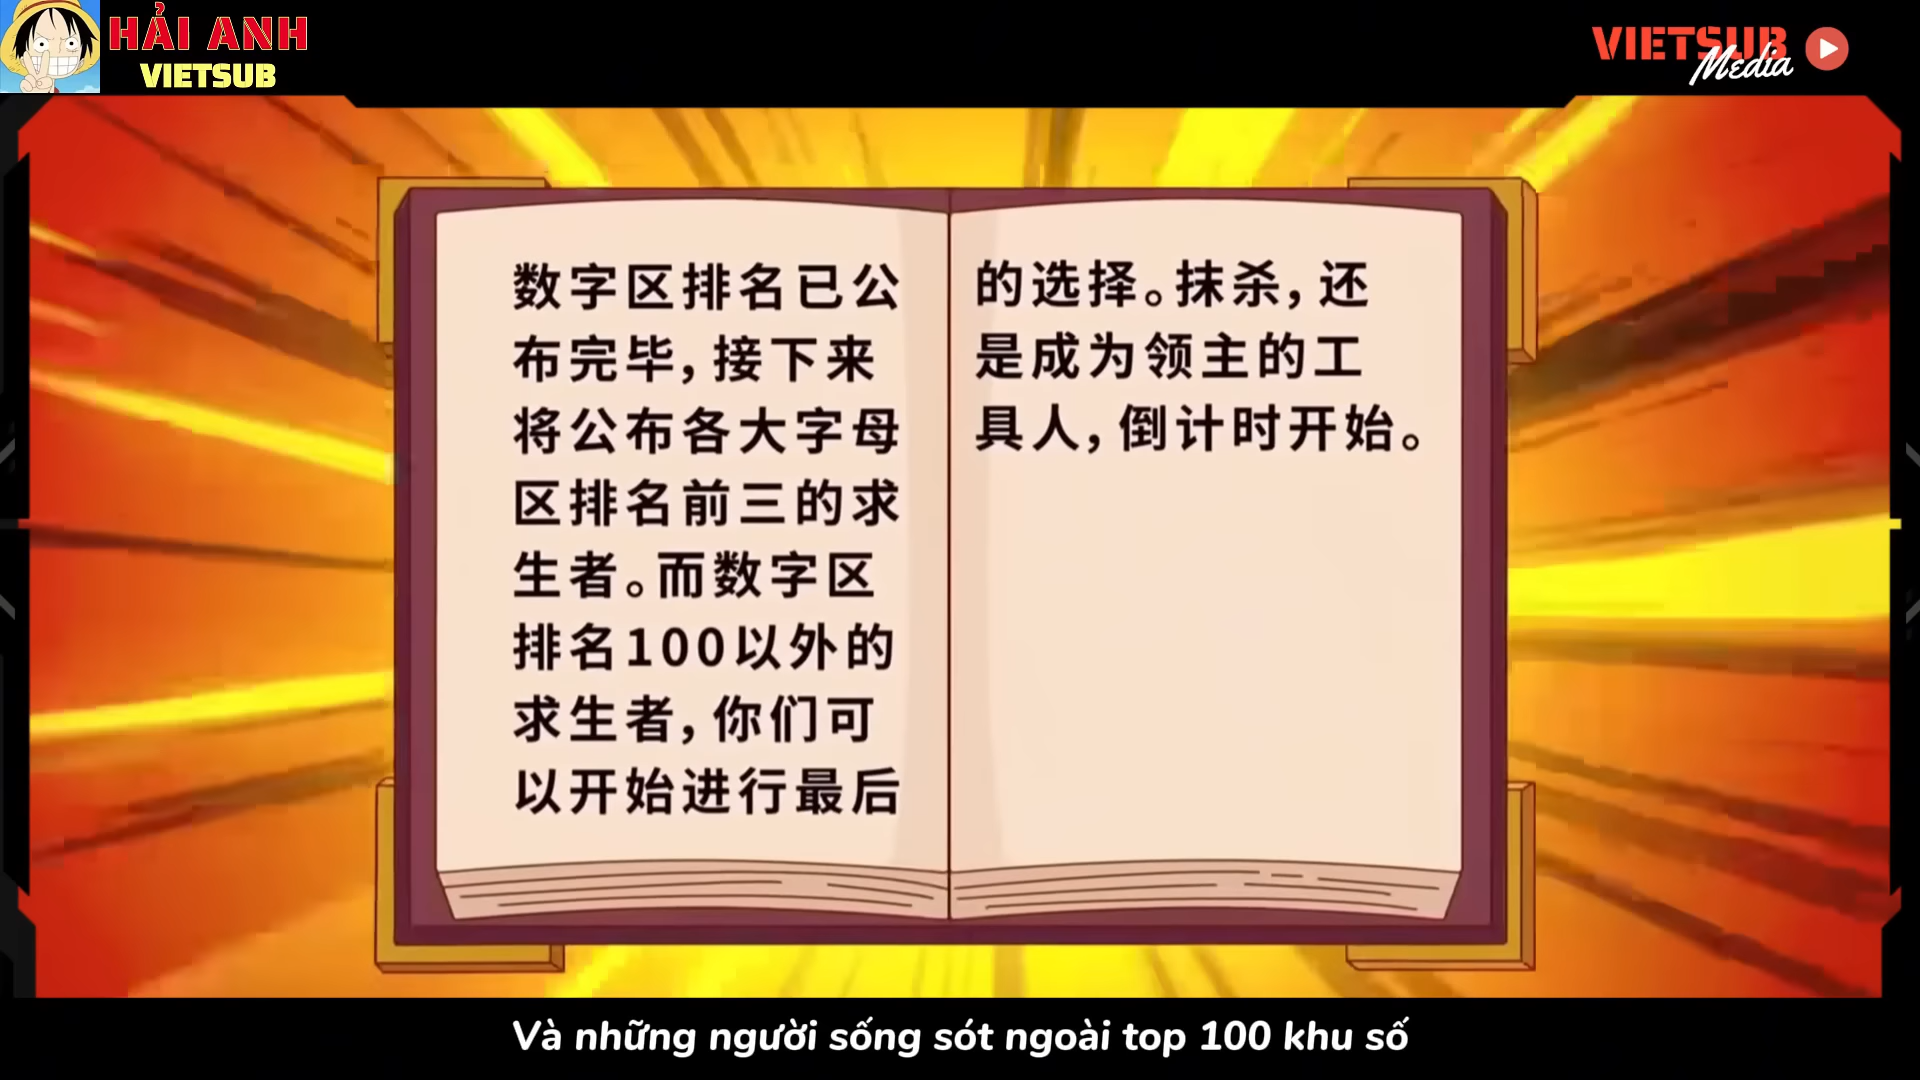 HẢI ANH
VIETSUB
VIETSUB
Media
数字区排名已公
布完毕，接下来
将公布各大字母
区排名前三的求
生者。而数字区
排名100以外的
求生者，你们可
以开始进行最后
的选择。抹杀，还
是成为领主的工
具人，倒计时开始。
Và những người sống sót ngoài top 100 khu số